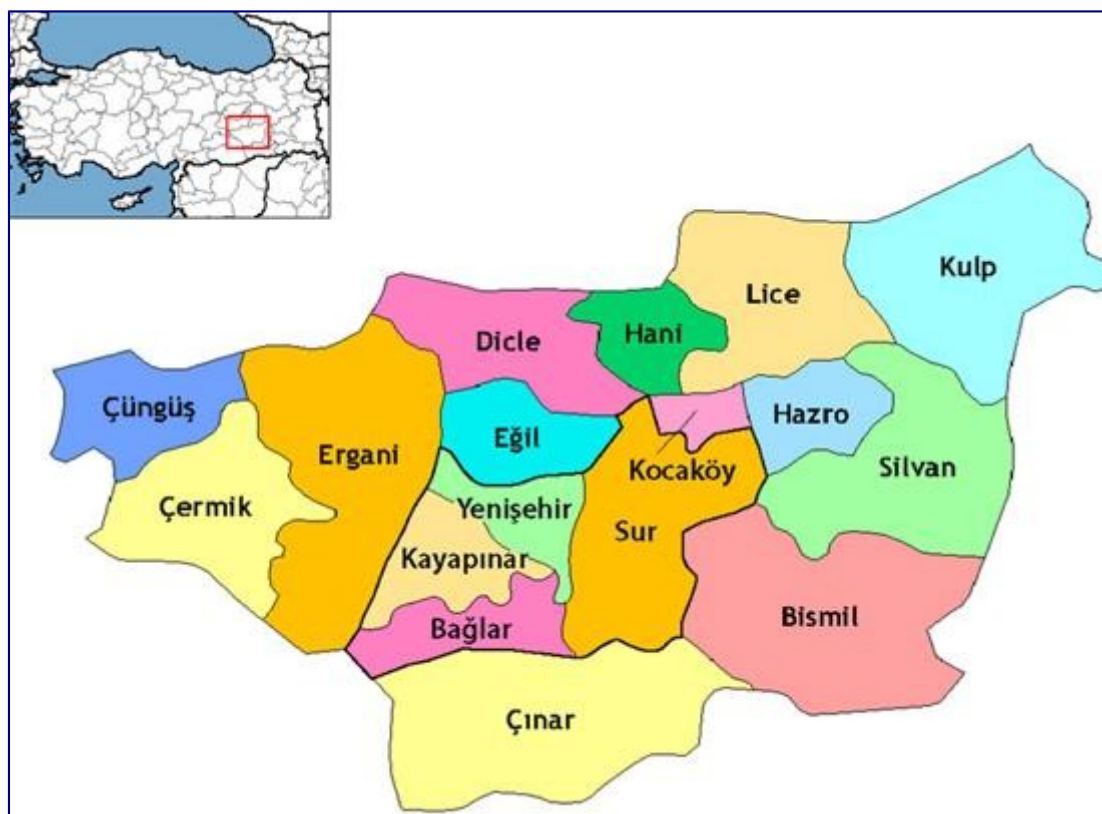 Kulp
Lice
Hani
Dicle
Çüngüş
Hazro
Eğil
Ergani
Kocaköy
Silvan
Çermik
Yenişehir
Sur
Kayapınar
Bağlar
Bismil
Çınar